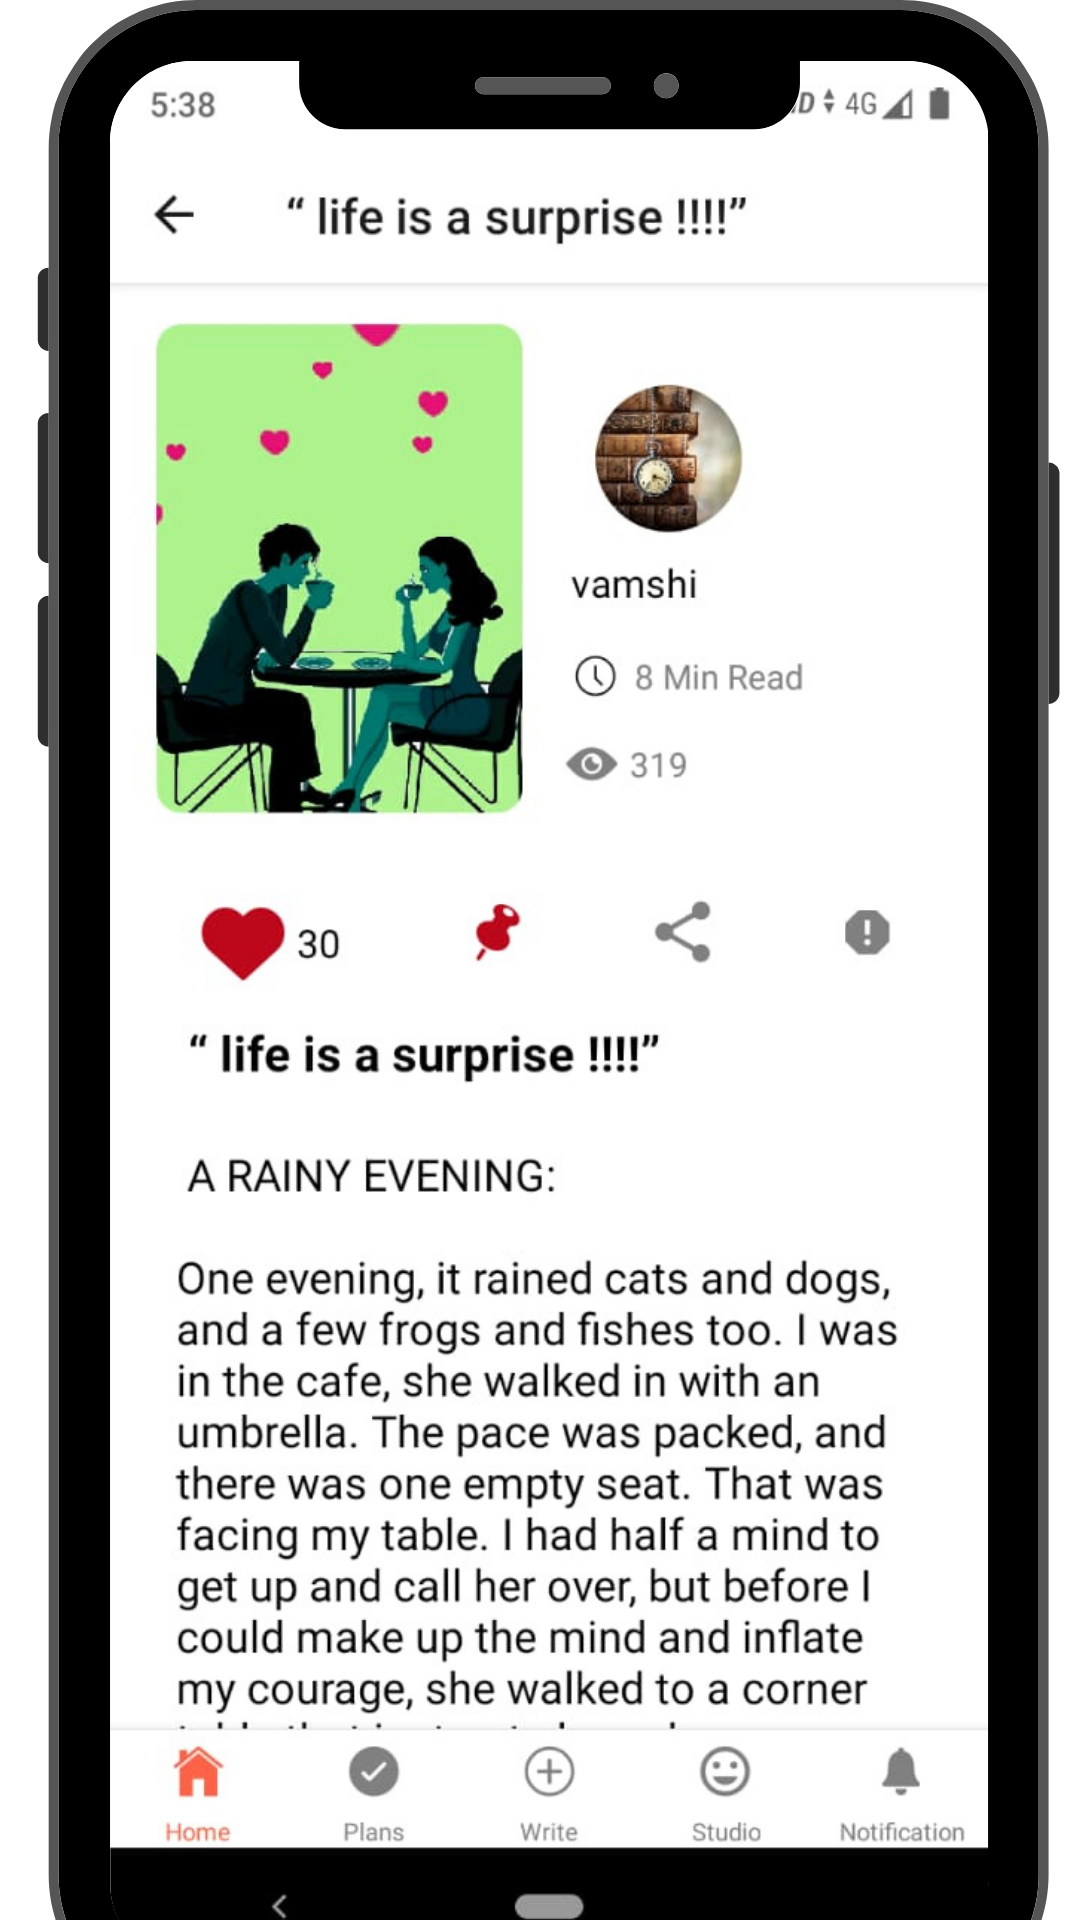 5:38
D 4G
“ life is a surprise !!!!”
vamshi
8 Min Read
319
30
“ life is a surprise !!!!”
A RAINY EVENING:
One evening, it rained cats and dogs,
and a few frogs and fishes too. I was
in the cafe, she walked in with an
umbrella. The pace was packed, and
there was one empty seat. That was
facing my table. I had half a mind to
get up and call her over, but before I
could make up the mind and inflate
my courage, she walked to a corner
Home Plans Write Studio Notification